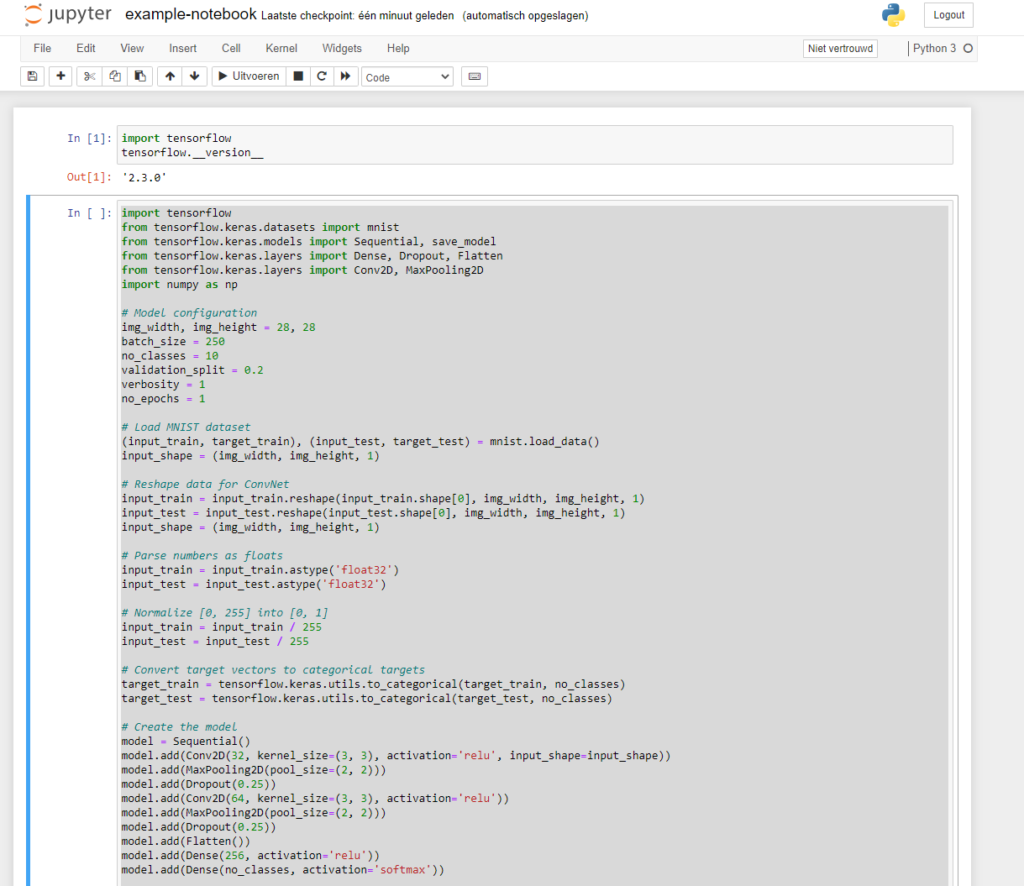 jupyter example-notebook Laatste checkpoint: één minuut geleden (automatisch opgeslagen) Logout
File Edit View Insert Cell Kernel Widgets Help Niet vertrouwd Python 3
Uitvoeren Code
In [1]: import tensorflow
tensorflow.__version__
Out[1]: '2.3.0'
In [ ]: import tensorflow
from tensorflow.keras.datasets import mnist
from tensorflow.keras.models import Sequential, save_model
from tensorflow.keras.layers import Dense, Dropout, Flatten
from tensorflow.keras.layers import Conv2D, MaxPooling2D
import numpy as np
# Model configuration
img_width, img_height = 28, 28
batch_size = 250
no_classes = 10
validation_split = 0.2
verbosity = 1
no_epochs = 1
# Load MNIST dataset
(input_train, target_train), (input_test, target_test) = mnist.load_data()
input_shape = (img_width, img_height, 1)
# Reshape data for ConvNet
input_train = input_train.reshape(input_train.shape[0], img_width, img_height, 1)
input_test = input_test.reshape(input_test.shape[0], img_width, img_height, 1)
input_shape = (img_width, img_height, 1)
# Parse numbers as floats
input_train = input_train.astype('float32')
input_test = input_test.astype('float32')
# Normalize [0, 255] into [0, 1]
input_train = input_train / 255
input_test = input_test / 255
# Convert target vectors to categorical targets
target_train = tensorflow.keras.utils.to_categorical(target_train, no_classes)
target_test = tensorflow.keras.utils.to_categorical(target_test, no_classes)
# Create the model
model = Sequential()
model.add(Conv2D(32, kernel_size=(3, 3), activation='relu', input_shape=input_shape))
model.add(MaxPooling2D(pool_size=(2, 2)))
model.add(Dropout(0.25))
model.add(Conv2D(64, kernel_size=(3, 3), activation='relu'))
model.add(MaxPooling2D(pool_size=(2, 2)))
model.add(Dropout(0.25))
model.add(Flatten())
model.add(Dense(256, activation='relu'))
model.add(Dense(no_classes, activation='softmax'))